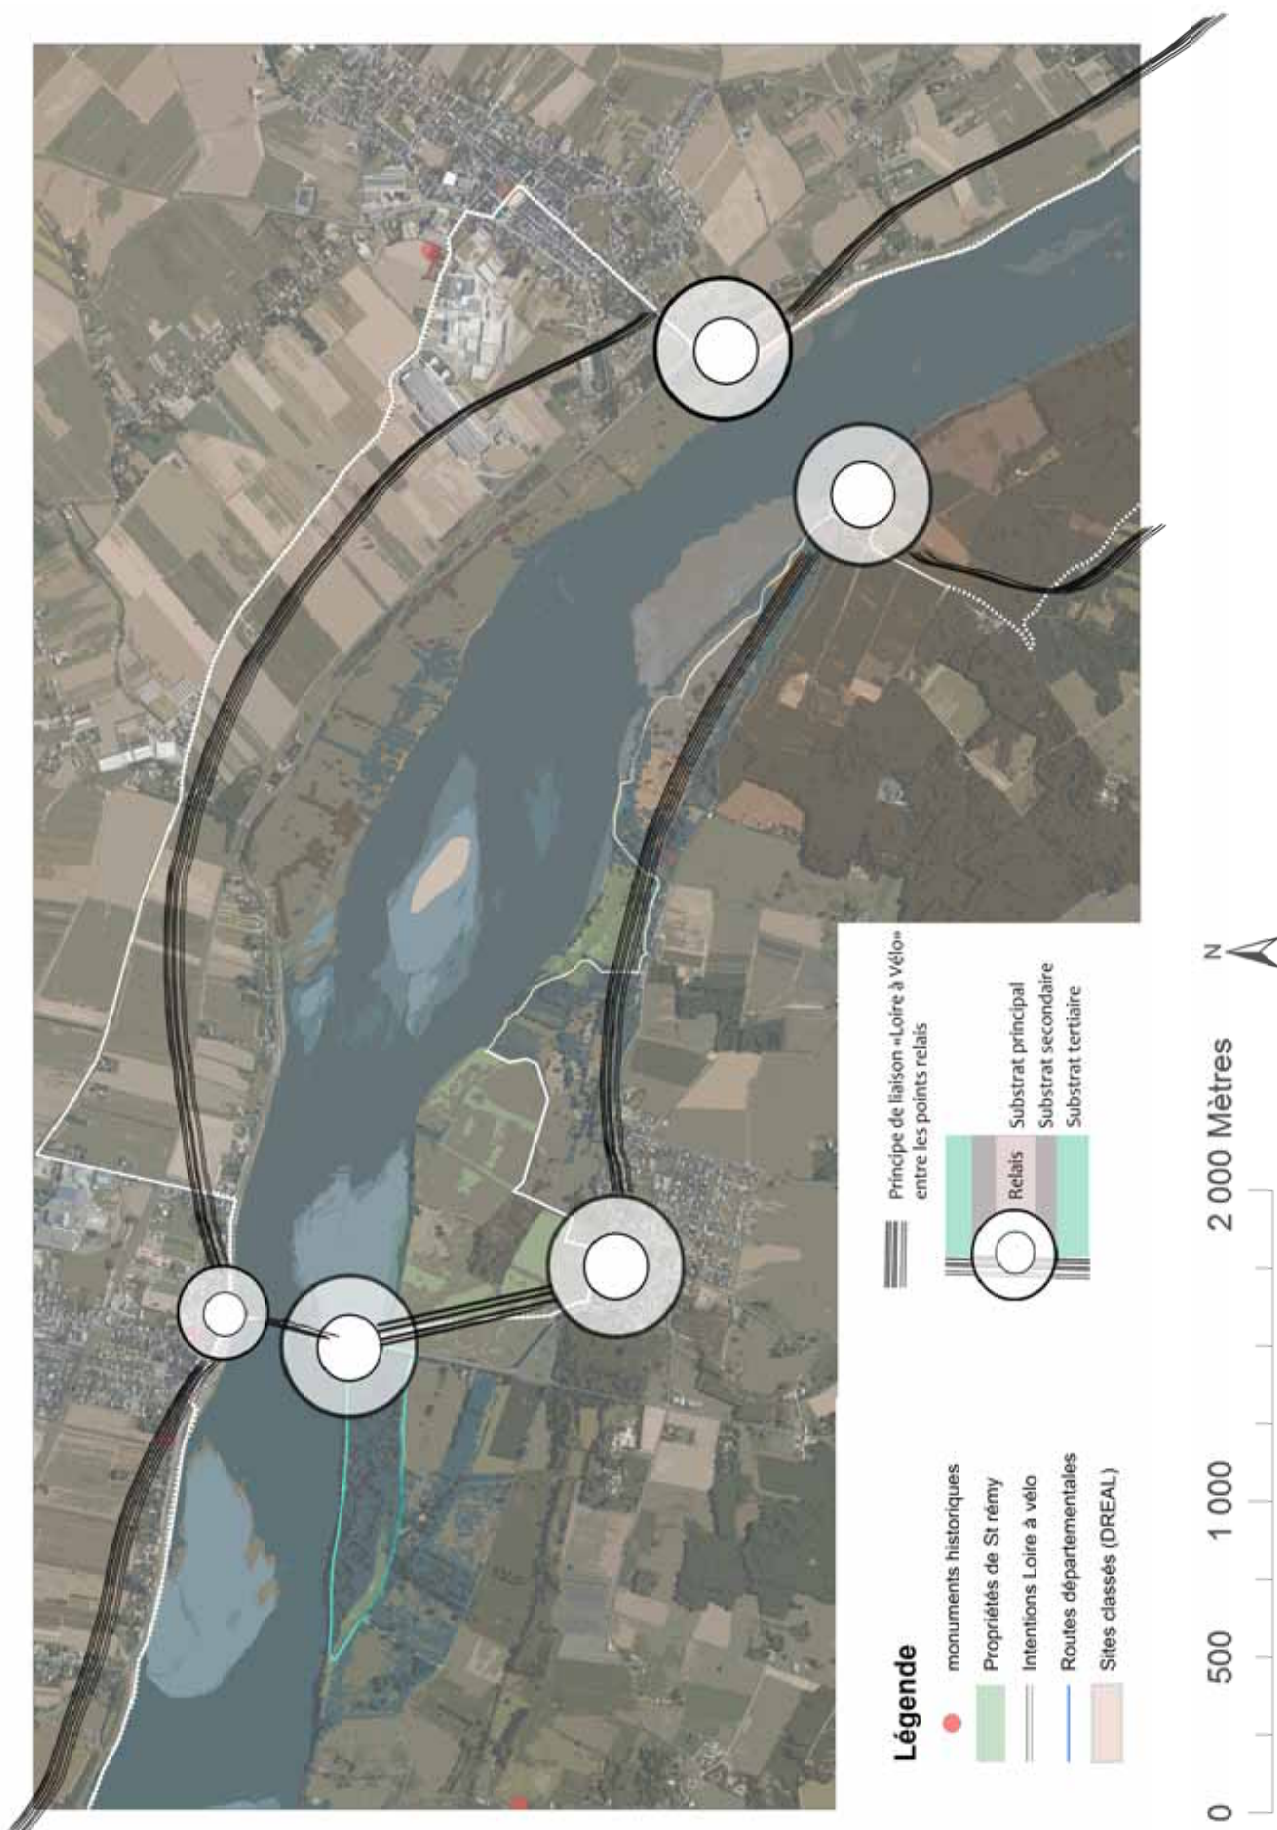 Légende
monuments historiques
Propriétés de St rémy
Intentions Loire à vélo
Routes départementales
Sites classés (DREAL)
Principe de liaison «Loire à Vélo»
entre les points relais
Relais
Substrat principal
Substrat secondaire
Substrat tertiaire
N
0 500 1 000 2 000 Mètres